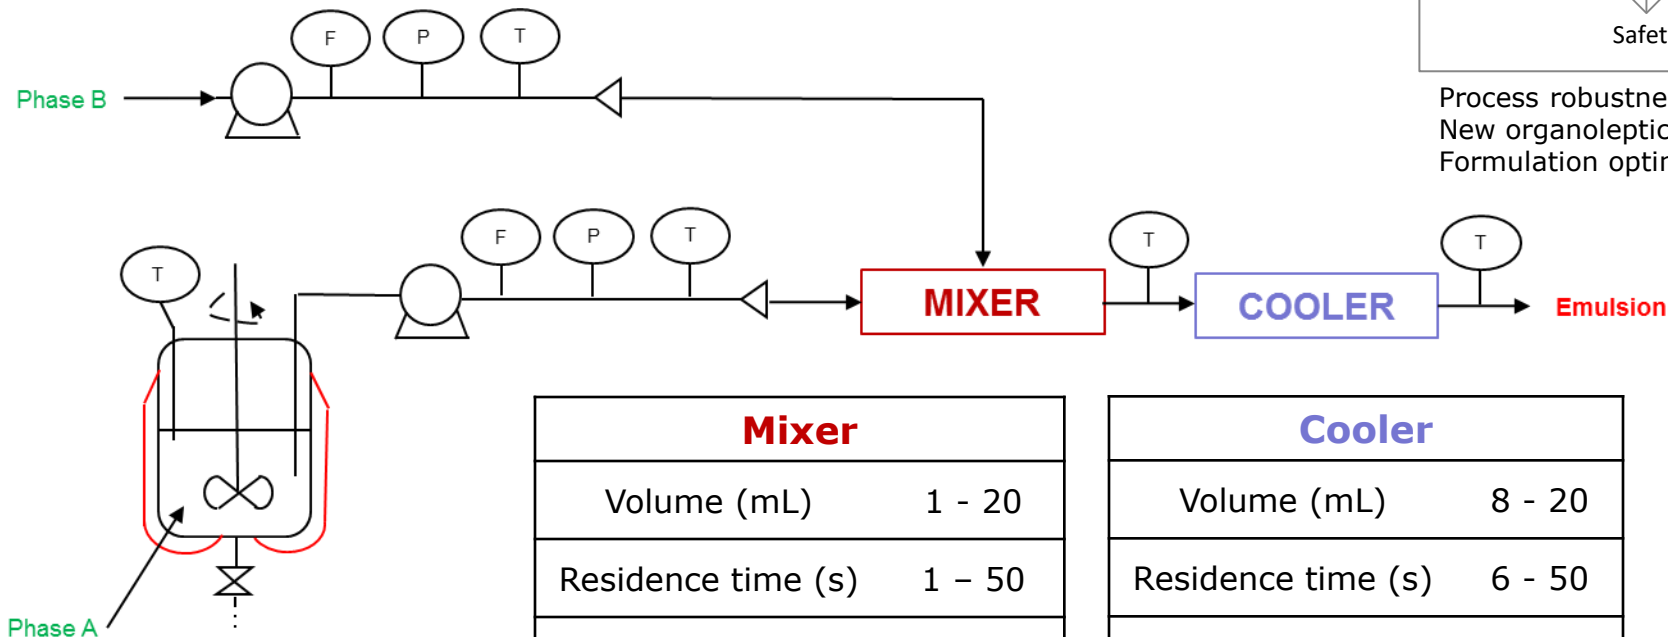 Safet
Process robustne
New organoleptic
Formulation optin
F
P
T
Phase B
F
P
T
T
T
T
MIXER
COOLER
Emulsion
Mixer
Volume (mL) 1 - 20
Residence time (s) 1 – 50
Cooler
Volume (mL) 8 - 20
Residence time (s) 6 - 50
Phase A